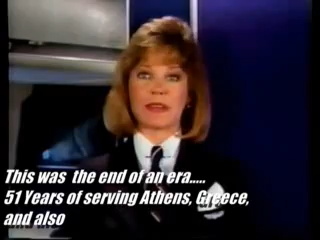 This was the end of an era.....
51 Years of serving Athens, Greece,
and also